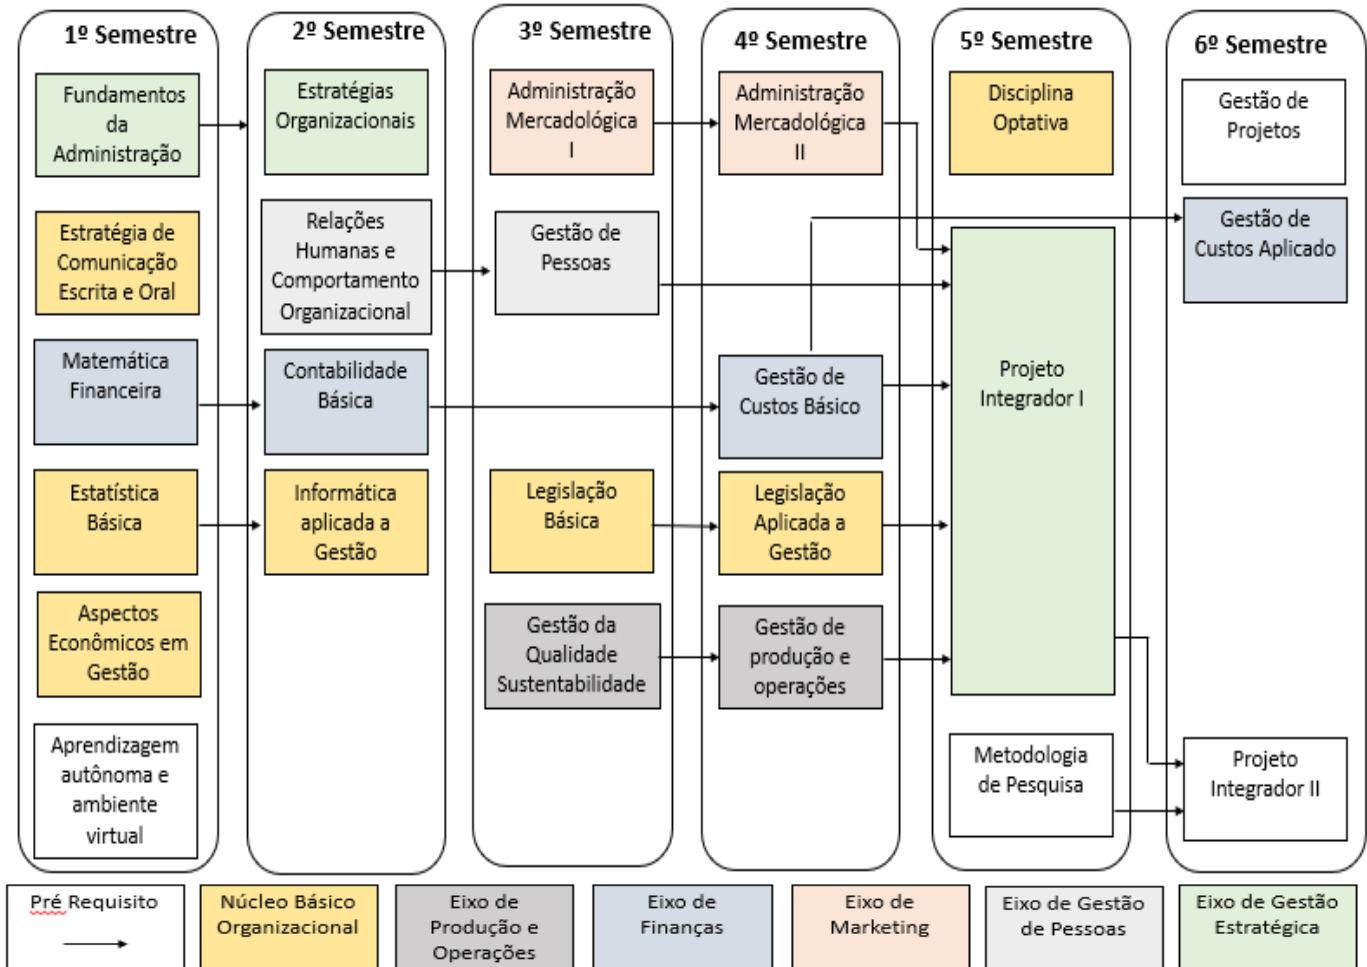 1º Semestre
Fundamentos
da
Administração
Estratégia de
Comunicação
Escrita e Oral
Matemática
Financeira
Estatística
Básica
Aspectos
Econômicos em
Gestão
Aprendizagem
autônoma e
ambiente
virtual
2º Semestre
Estratégias
Organizacionais
Relações
Humanas e
Comportamento
Organizacional
Contabilidade
Básica
Informática
aplicada a
Gestão
3º Semestre
Administração
Mercadológica
I
Gestão de
Pessoas
Legislação
Básica
Gestão da
Qualidade
Sustentabilidade
4º Semestre
Administração
Mercadológica
II
Gestão de
Custos Básico
Legislação
Aplicada a
Gestão
Gestão de
produção e
operações
5º Semestre
Disciplina
Optativa
Projeto
Integrador I
Metodologia
de Pesquisa
6º Semestre
Gestão de
Projetos
Gestão de
Custos Aplicado
Projeto
Integrador II
Pré Requisito
Núcleo Básico
Organizacional
Eixo de
Produção e
Operações
Eixo de
Finanças
Eixo de
Marketing
Eixo de Gestão
de Pessoas
Eixo de Gestão
Estratégica